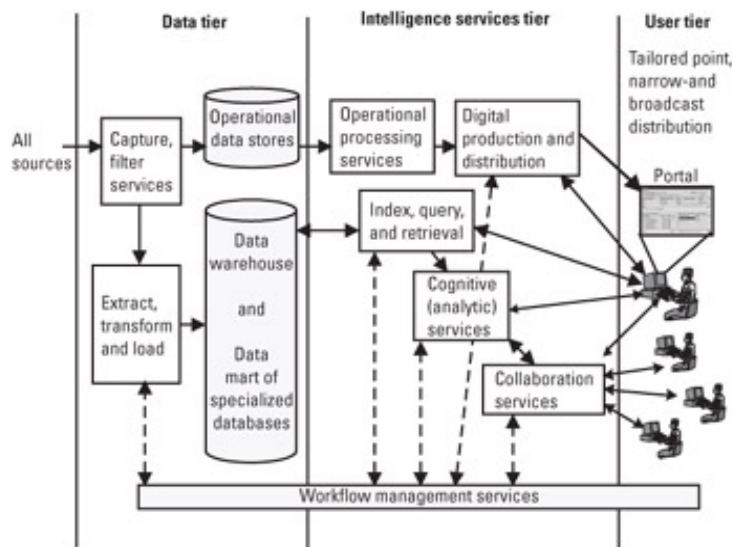 Data tier
Intelligence services tier
User tier
Tailored point,
narrow-and
broadcast
distribution
All
sources
Capture,
filter
services
Operational
data stores
Operational
processing
services
Digital
production and
distribution
Portal
Index, query,
and retrieval
Data
warehouse
and
Data
mart of
specialized
databases
Extract,
transform
and load
Cognitive
(analytic)
services
Collaboration
services
Workflow management services